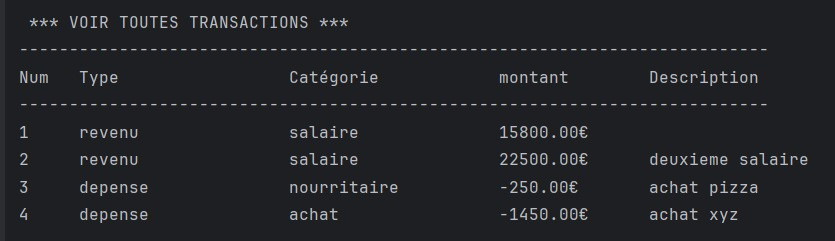 *** VOIR TOUTES TRANSACTIONS ***
---------------------------------------------------------------------------
Num   Type                 Catégorie            montant        Description
---------------------------------------------------------------------------
1     revenu               salaire              15800.00€
2     revenu               salaire              22500.00€      deuxieme salaire
3     depense              nourritaire          -250.00€       achat pizza
4     depense              achat                -1450.00€      achat xyz